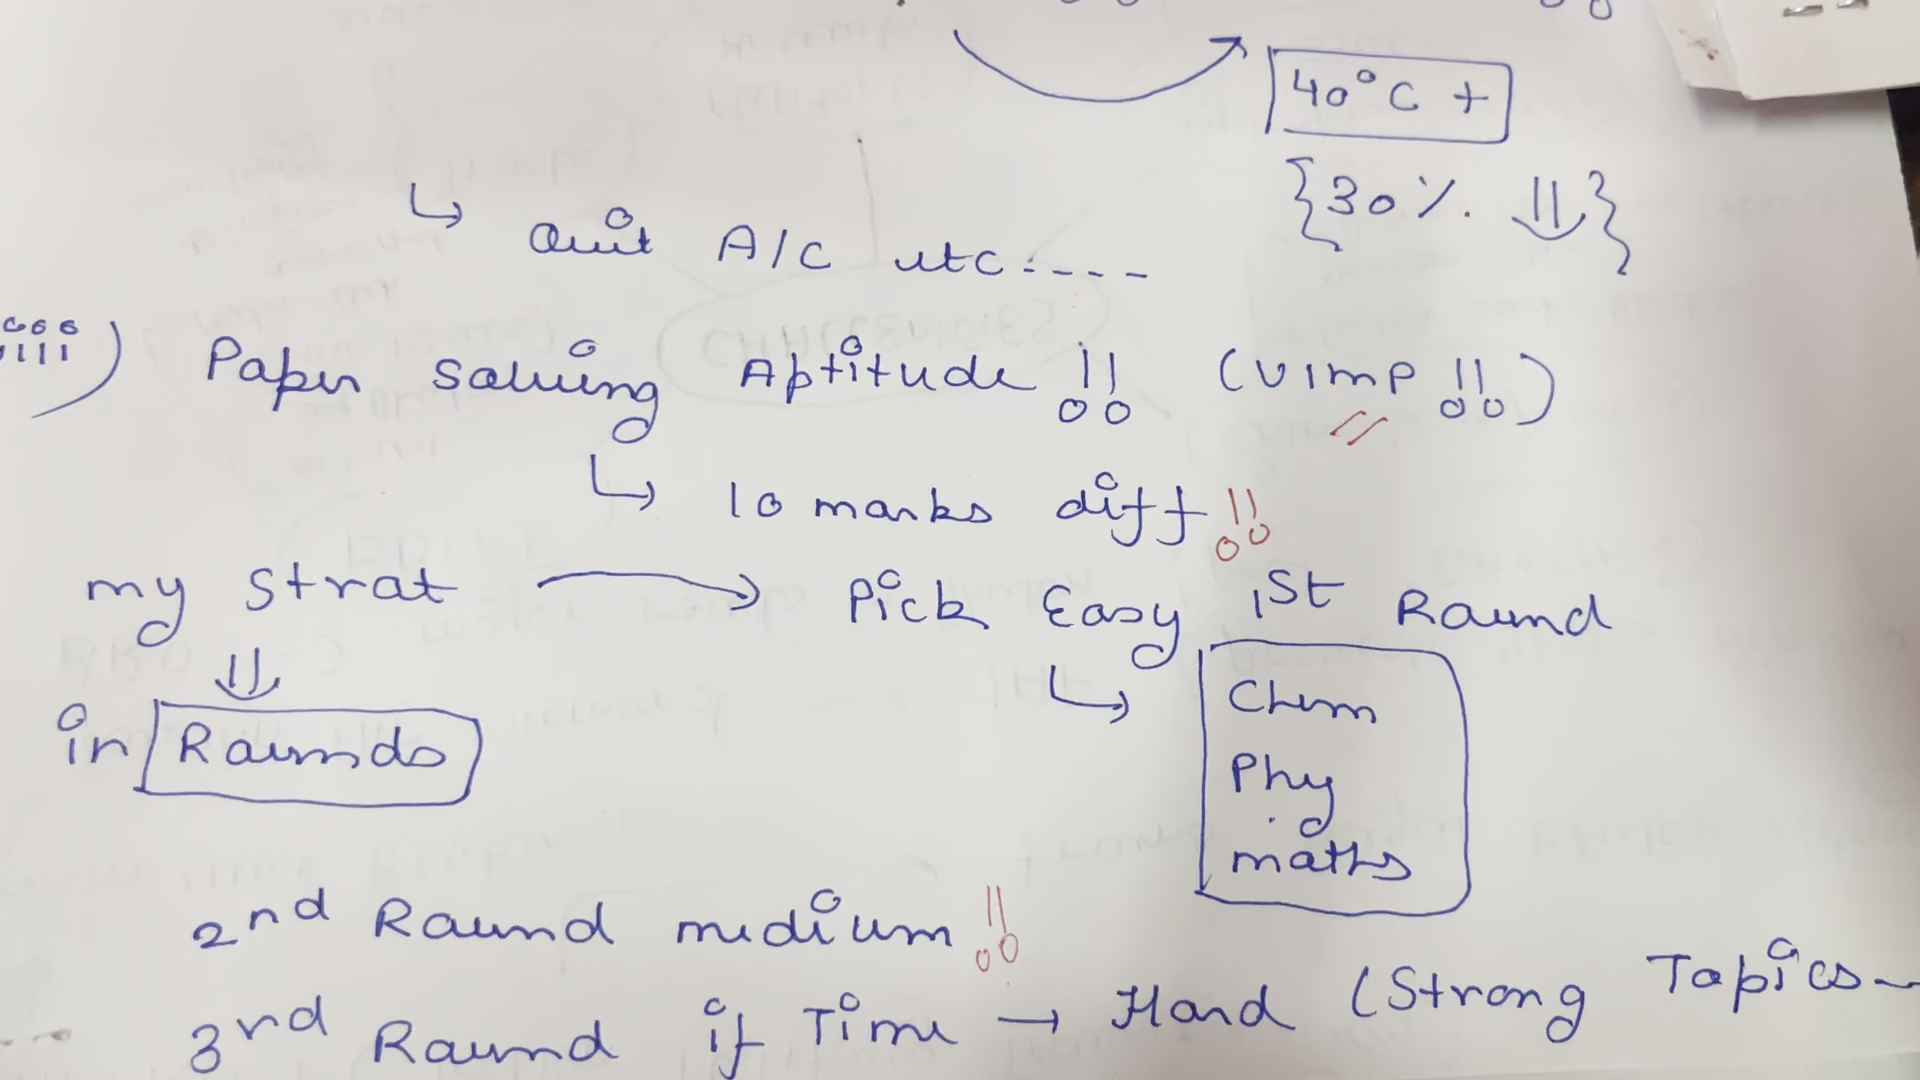 40°C +
{30% ⇓}
↳ Quit A/C etc.----
iii) Paper solving Aptitude !! (VIMP !!)
↳ 10 marks diff !!
my strat → Pick Easy 1st Round
⇓
in Rounds
↳ Chem
Phy
maths
2nd Round medium !!
3rd Round if Time → Hard (Strong Topics